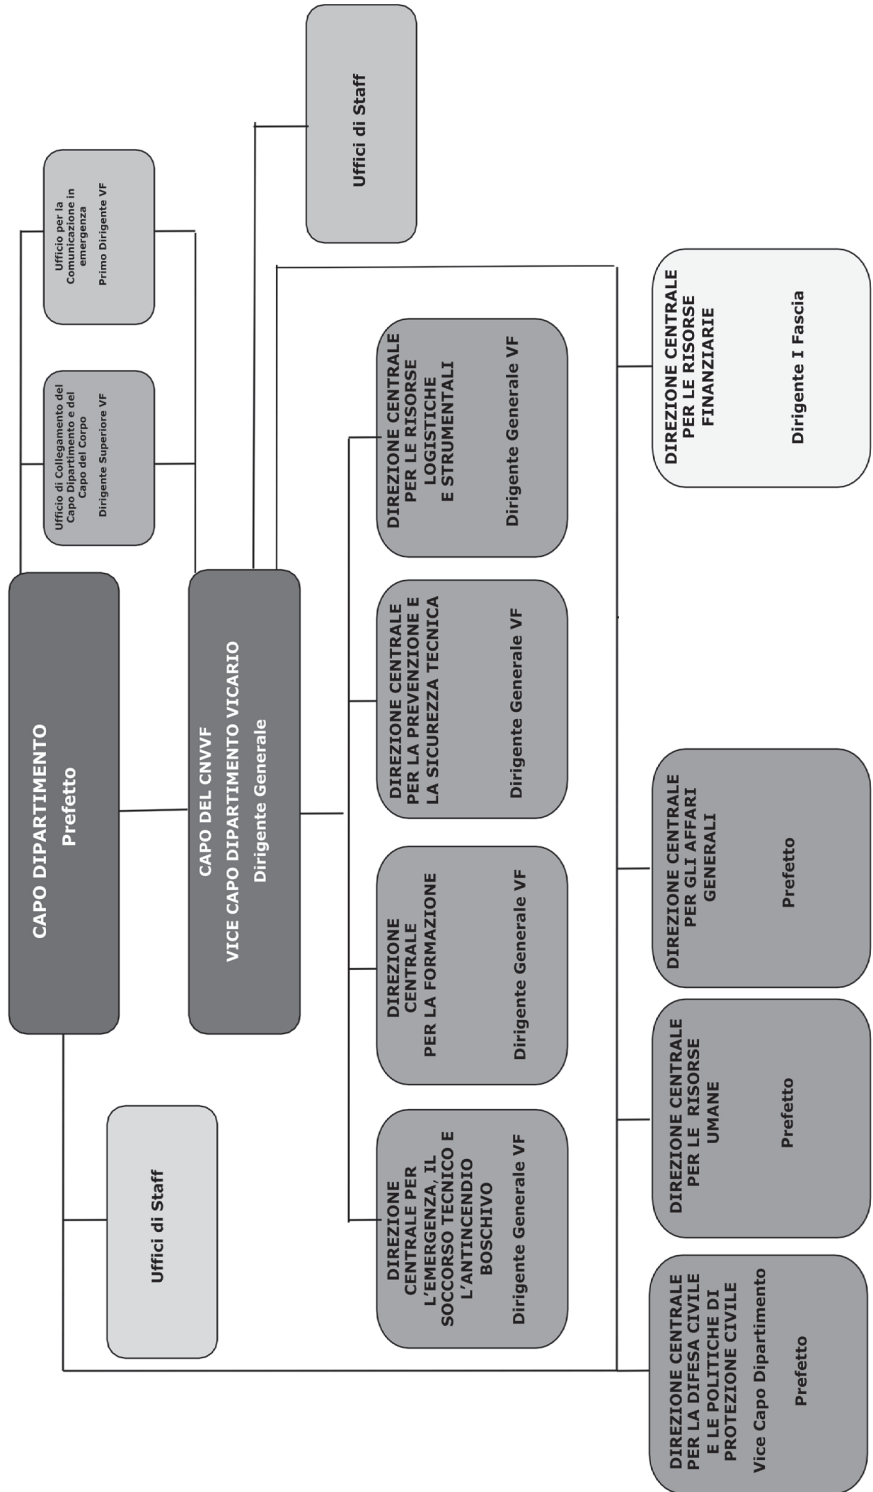 CAPO DIPARTIMENTO
Prefetto
Ufficio di Collegamento del
Capo Dipartimento e del
Capo del Corpo
Dirigente Superiore VF
Ufficio per la
Comunicazione in
emergenza
Primo Dirigente VF
Uffici di Staff
CAPO DEL CNVVF
VICE CAPO DIPARTIMENTO VICARIO
Dirigente Generale
Uffici di Staff
DIREZIONE
CENTRALE PER
L'EMERGENZA, IL
SOCCORSO TECNICO E
L'ANTINCENDIO
BOSCHIVO
Dirigente Generale VF
DIREZIONE
CENTRALE
PER LA FORMAZIONE
Dirigente Generale VF
DIREZIONE CENTRALE
PER LA PREVENZIONE E
LA SICUREZZA TECNICA
Dirigente Generale VF
DIREZIONE CENTRALE
PER LE RISORSE
LOGISTICHE
E STRUMENTALI
Dirigente Generale VF
DIREZIONE CENTRALE
PER LA DIFESA CIVILE
E LE POLITICHE DI
PROTEZIONE CIVILE
Vice Capo Dipartimento
Prefetto
DIREZIONE CENTRALE
PER LE RISORSE
UMANE
Prefetto
DIREZIONE CENTRALE
PER GLI AFFARI
GENERALI
Prefetto
DIREZIONE CENTRALE
PER LE RISORSE
FINANZIARIE
Dirigente I Fascia